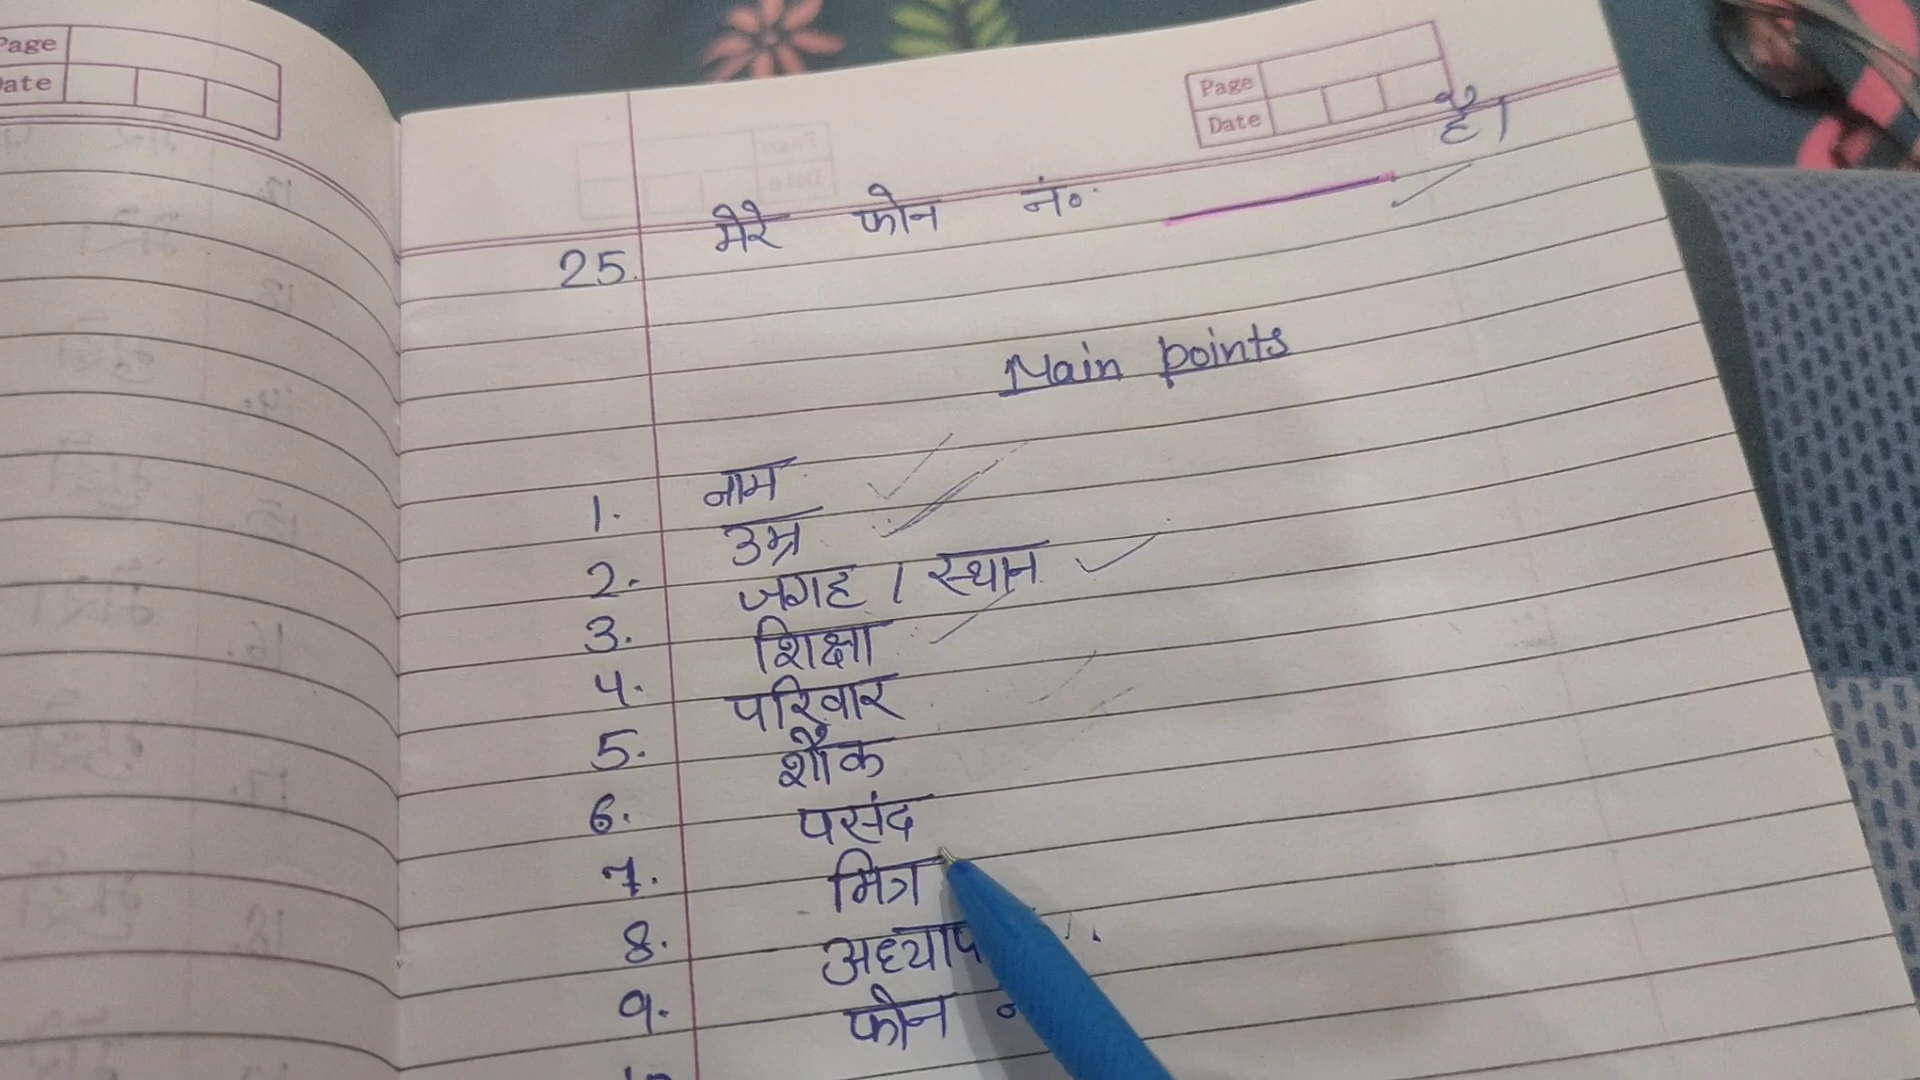 Page
Date
Page
Date
25. मेरे फोन नं० है।
Main points
1. नाम
2. उम्र
3. जगह / स्थान
4. शिक्षा
5. परिवार
6. शौक
7. पसंद
8. मित्र
9. अध्याप
फोन